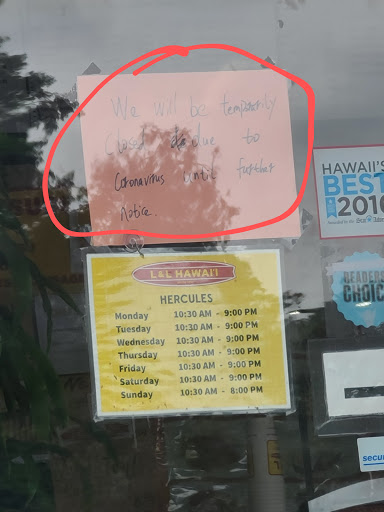 We will be temporarily
closed due to
Coronavirus until further
notice.
L&L HAWAI'I
HERCULES
Monday 10:30 AM - 9:00 PM
Tuesday 10:30 AM - 9:00 PM
Wednesday 10:30 AM - 9:00 PM
Thursday 10:30 AM - 9:00 PM
Friday 10:30 AM - 9:00 PM
Saturday 10:30 AM - 9:00 PM
Sunday 10:30 AM - 8:00 PM
HAWAII'S
BEST
2016
READERS
CHOIC
secur